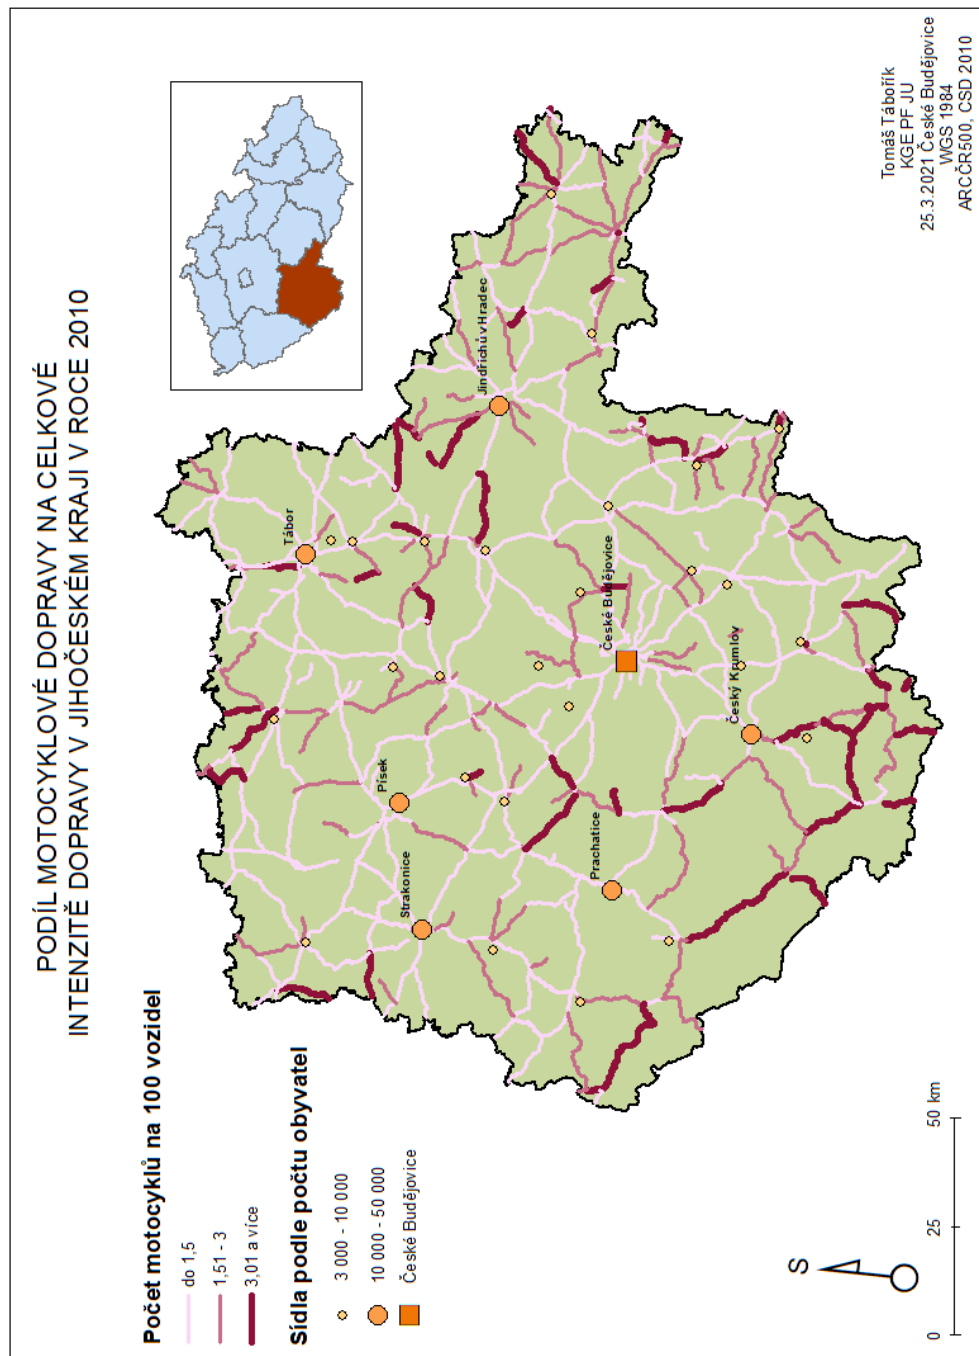 PODÍL MOTOCYKLOVÉ DOPRAVY NA CELKOVÉ
INTENZITĚ DOPRAVY V JIHOČESKÉM KRAJI V ROCE 2010
Počet motocyklů na 100 vozidel
do 1,5
1,51 - 3
3,01 a více
Sídla podle počtu obyvatel
3 000 - 10 000
10 000 - 50 000
České Budějovice
Tábor
Písek
Strakonice
Jindřichův Hradec
České Budějovice
Prachatice
Český Krumlov
S
0 25 50 km
Tomáš Tábořík
KGE PF JU
25.3.2021 České Budějovice
WGS 1984
ARCČR500, CSD 2010